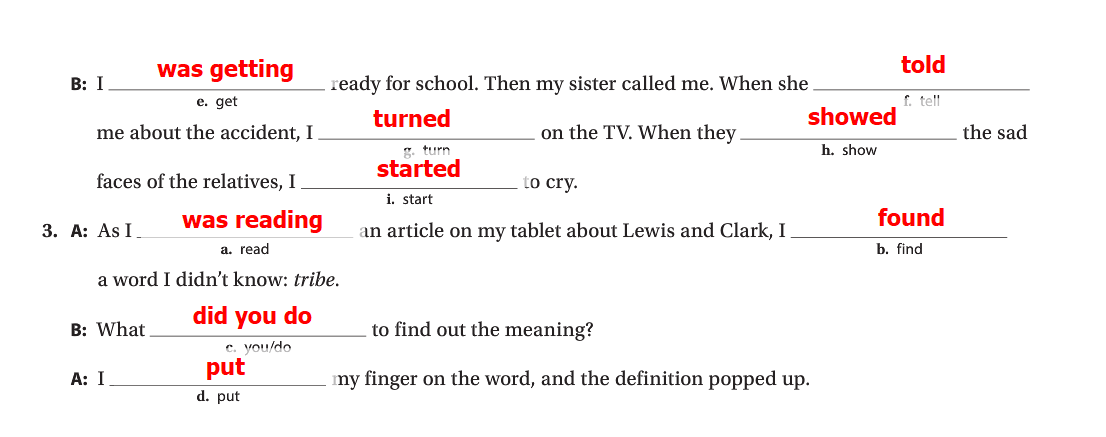 B: I was getting ready for school. Then my sister called me. When she told
e. get f. tell
me about the accident, I turned on the TV. When they showed the sad
g. turn h. show
faces of the relatives, I started to cry.
i. start
3. A: As I was reading an article on my tablet about Lewis and Clark, I found
a. read b. find
a word I didn’t know: tribe.
B: What did you do to find out the meaning?
c. you/do
A: I put my finger on the word, and the definition popped up.
d. put